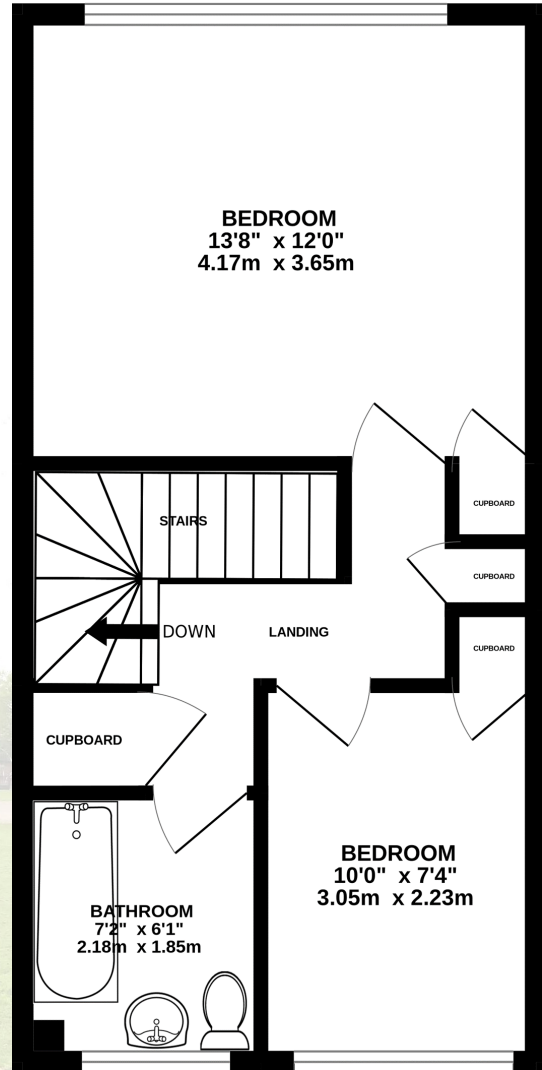 BEDROOM
13'8" x 12'0"
4.17m x 3.65m
CUPBOARD
STAIRS
CUPBOARD
DOWN
LANDING
CUPBOARD
CUPBOARD
BEDROOM
10'0" x 7'4"
3.05m x 2.23m
BATHROOM
7'2" x 6'1"
2.18m x 1.85m